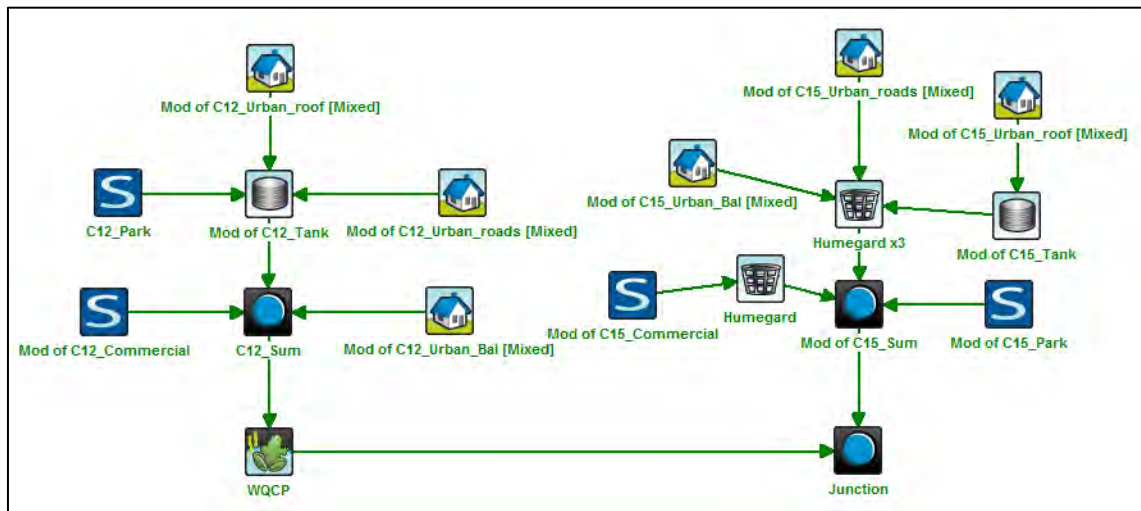 Mod of C12_Urban_roof [Mixed]
Mod of C15_Urban_roads [Mixed]
Mod of C15_Urban_roof [Mixed]
Mod of C15_Urban_Bal [Mixed]
S
C12_Park
Mod of C12_Tank
Mod of C12_Urban_roads [Mixed]
Humegard x3
Mod of C15_Tank
S
Mod of C12_Commercial
C12_Sum
Mod of C12_Urban_Bal [Mixed]
S
Mod of C15_Commercial
Humegard
Mod of C15_Sum
S
Mod of C15_Park
WQCP
Junction